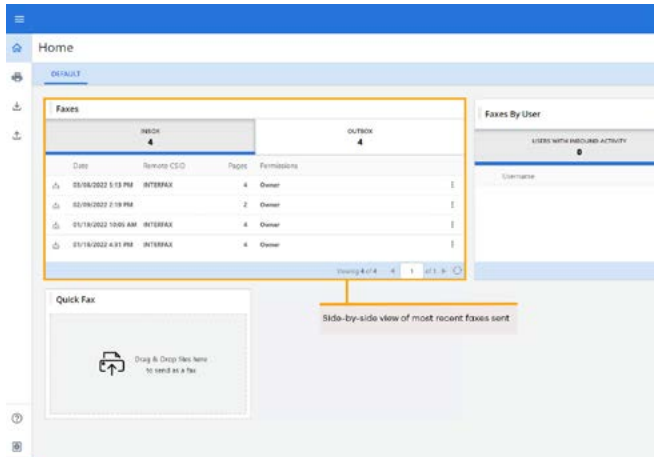 Home
DEFAULT
Faxes
INBOX
4
OUTBOX
4
Date Remote CSID Pages Permissions
03/08/2022 5:13 PM INTERFAX 4 Owner
02/09/2022 2:19 PM 2 Owner
01/19/2022 10:05 AM INTERFAX 4 Owner
01/18/2022 4:31 PM INTERFAX 4 Owner
Viewing 4 of 4 1 of 1
Faxes By User
USERS WITH INBOUND ACTIVITY
0
Username
Quick Fax
Drag & Drop files here
to send as a fax
Side-by-side view of most recent faxes sent